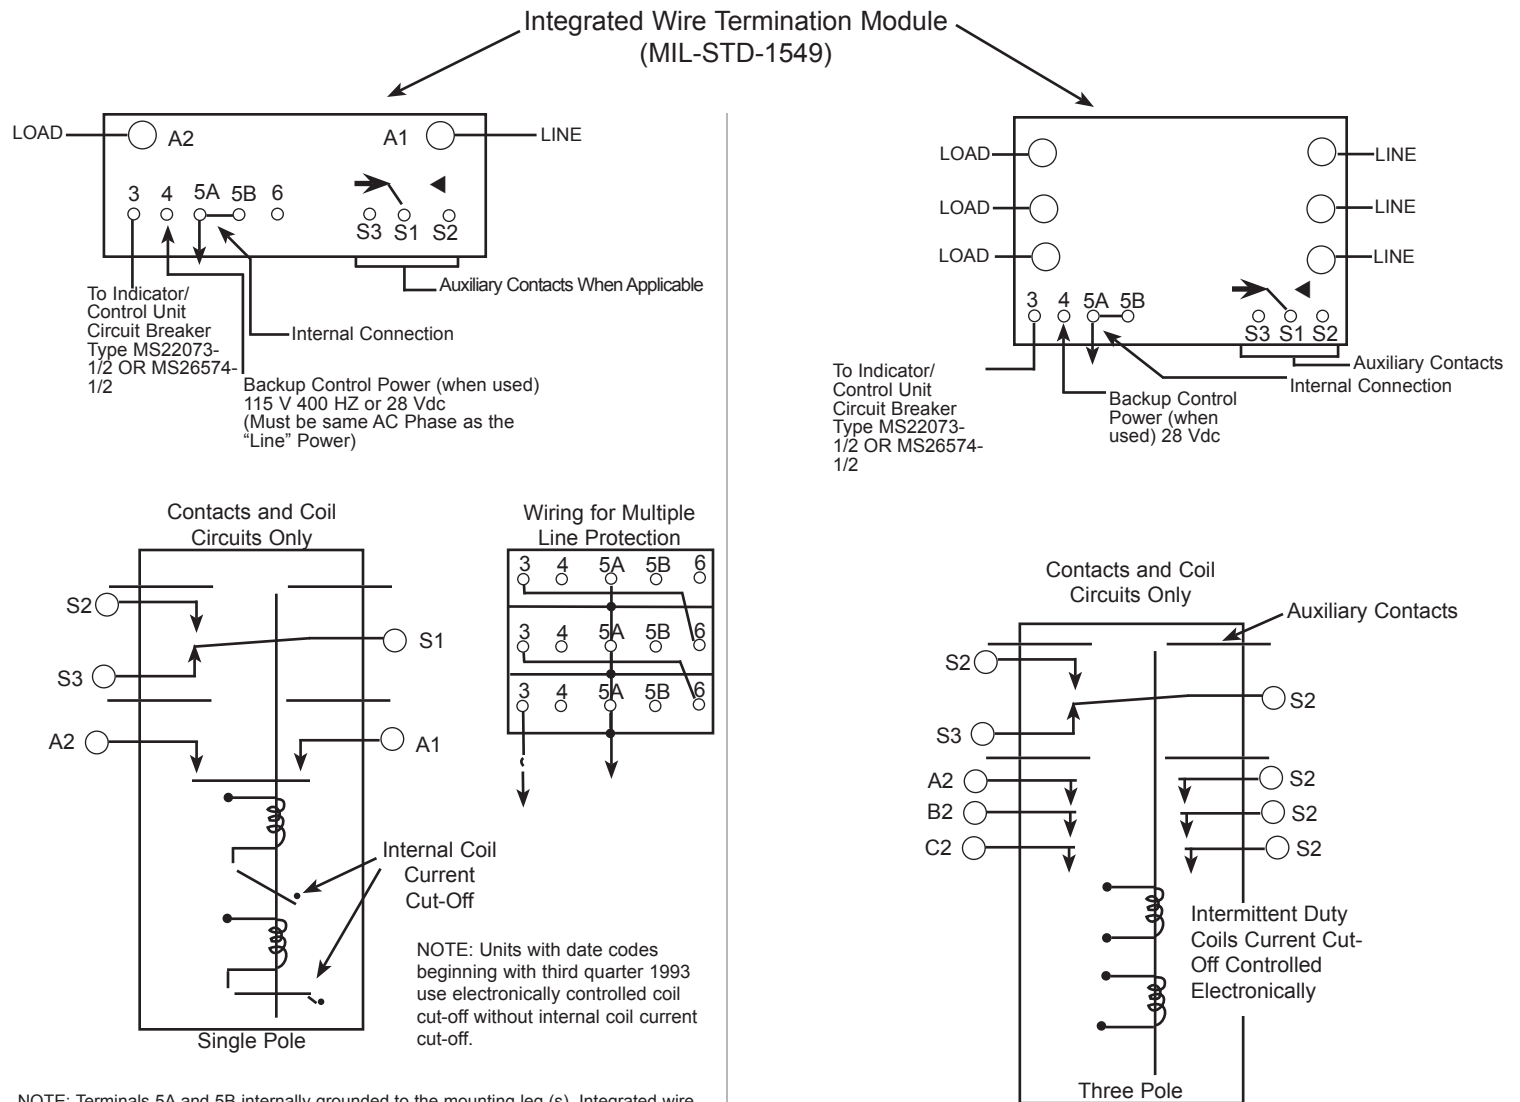 Integrated Wire Termination Module
(MIL-STD-1549)
LOAD
A2
A1
LINE
3
4
5A
5B
6
S3
S1
S2
To Indicator/
Control Unit
Circuit Breaker
Type MS22073-
1/2 OR MS26574-
1/2
Auxiliary Contacts When Applicable
Internal Connection
Backup Control Power (when used)
115 V 400 HZ or 28 Vdc
(Must be same AC Phase as the
“Line” Power)
LOAD
LINE
LOAD
LINE
LOAD
LINE
3
4
5A
5B
S3
S1
S2
To Indicator/
Control Unit
Circuit Breaker
Type MS22073-
1/2 OR MS26574-
1/2
Auxiliary Contacts
Internal Connection
Backup Control
Power (when
used) 28 Vdc
Contacts and Coil
Circuits Only
S2
S1
S3
A2
A1
Internal Coil
Current
Cut-Off
Single Pole
Wiring for Multiple
Line Protection
3
4
5A
5B
6
3
4
5A
5B
6
3
4
5A
5B
6
NOTE: Units with date codes
beginning with third quarter 1993
use electronically controlled coil
cut-off without internal coil current
cut-off.
Contacts and Coil
Circuits Only
Auxiliary Contacts
S2
S2
S3
A2
S2
B2
S2
C2
S2
Intermittent Duty
Coils Current Cut-
Off Controlled
Electronically
Three Pole
NOTE: Terminals 5A and 5B internally grounded to the mounting leg (s). Integrated wire